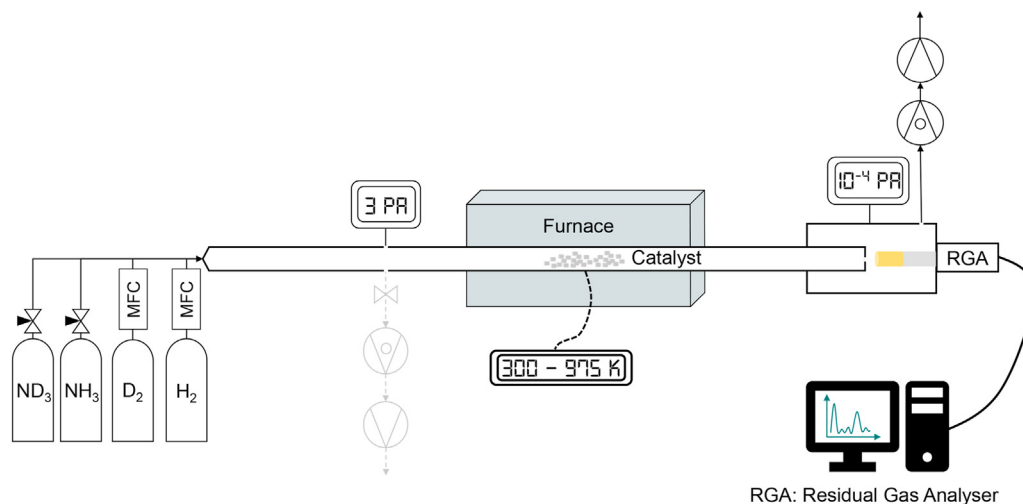 10⁻⁴ PA
3 PA
Furnace
Catalyst
RGA
MFC
MFC
300 - 975 K
ND₃
NH₃
D₂
H₂
RGA: Residual Gas Analyser